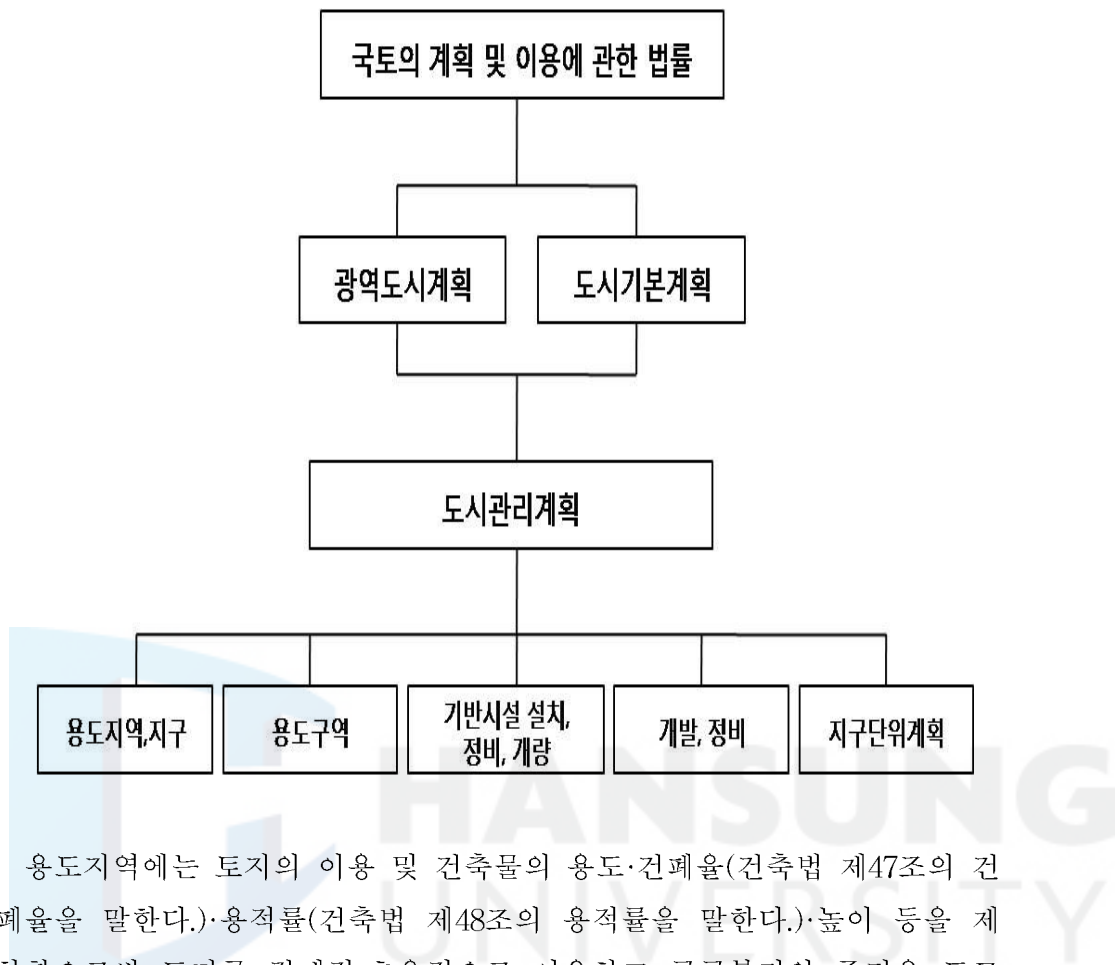 국토의 계획 및 이용에 관한 법률
광역도시계획
도시기본계획
도시관리계획
용도지역,지구
용도구역
기반시설 설치,
정비, 개량
개발, 정비
지구단위계획
용도지역에는 토지의 이용 및 건축물의 용도·건폐율(건축법 제47조의 건
폐율을 말한다.)·용적률(건축법 제48조의 용적률을 말한다.)·높이 등을 제
HANSUNG
UNIVERSITY